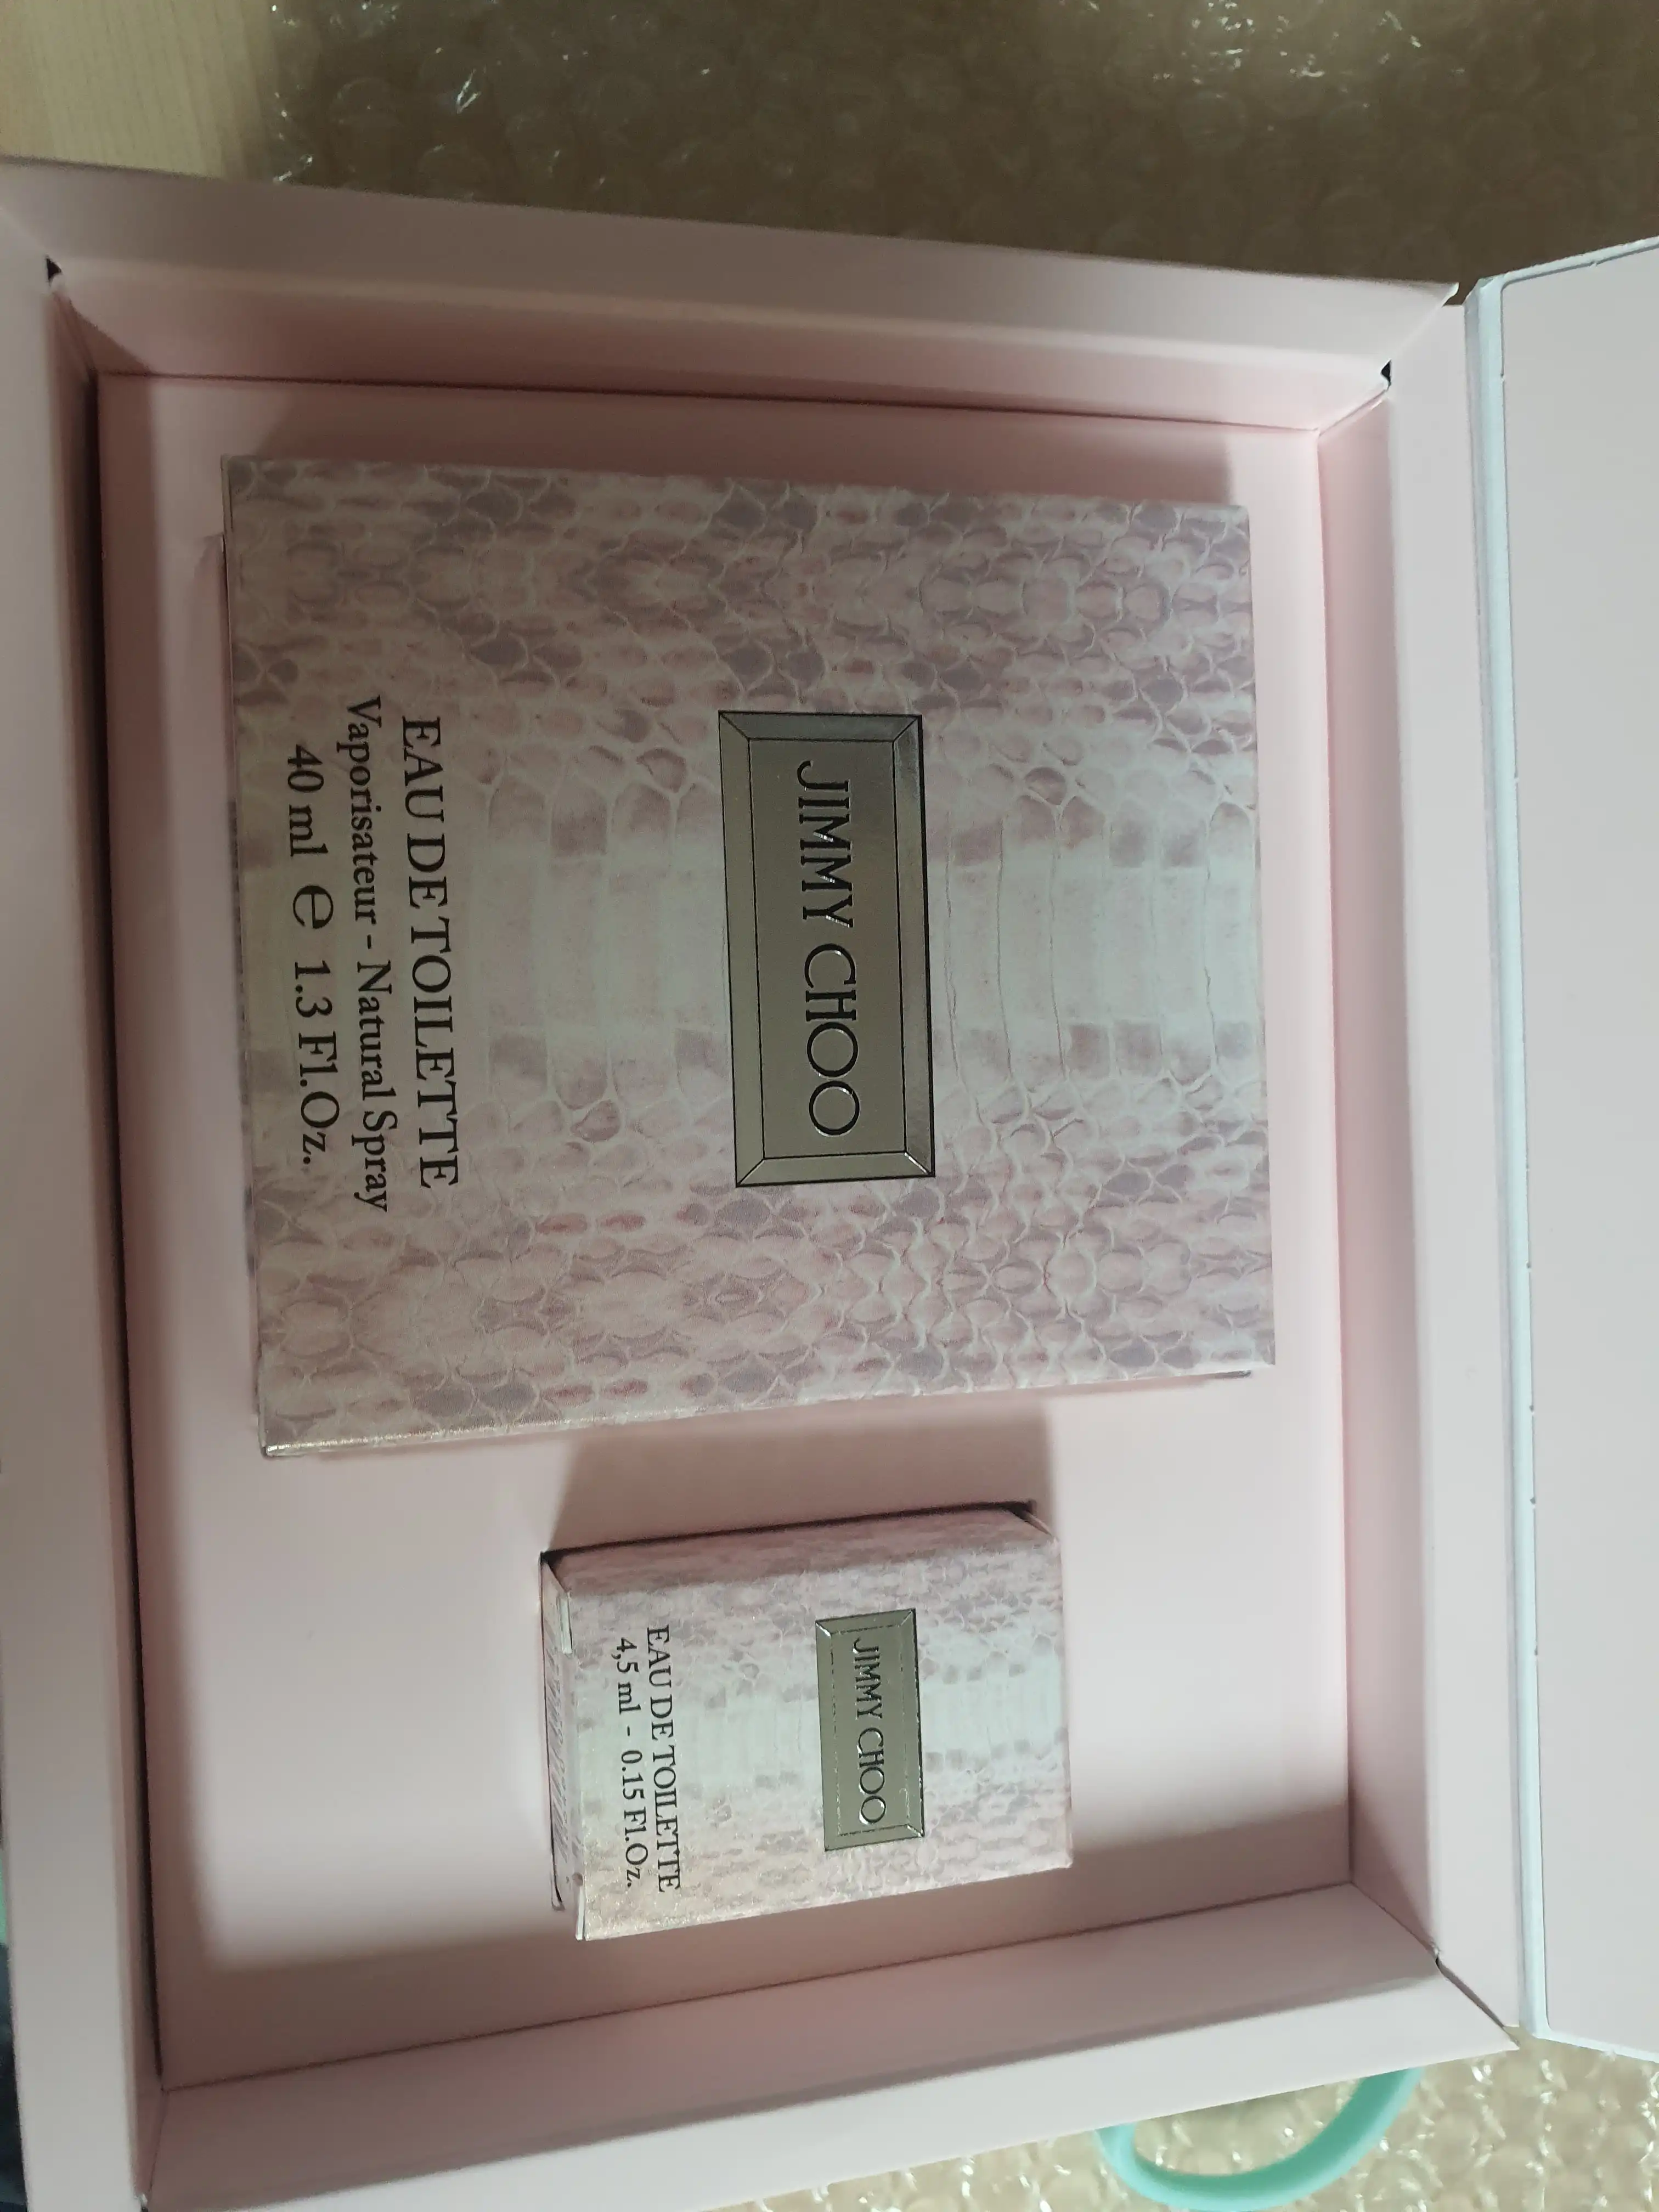 JIMMY CHOO
EAU DE TOILETTE
Vaporisateur - Natural Spray
40 ml ℮ 1.3 Fl.Oz.
JIMMY CHOO
EAU DE TOILETTE
4,5 ml - 0.15 Fl.Oz.